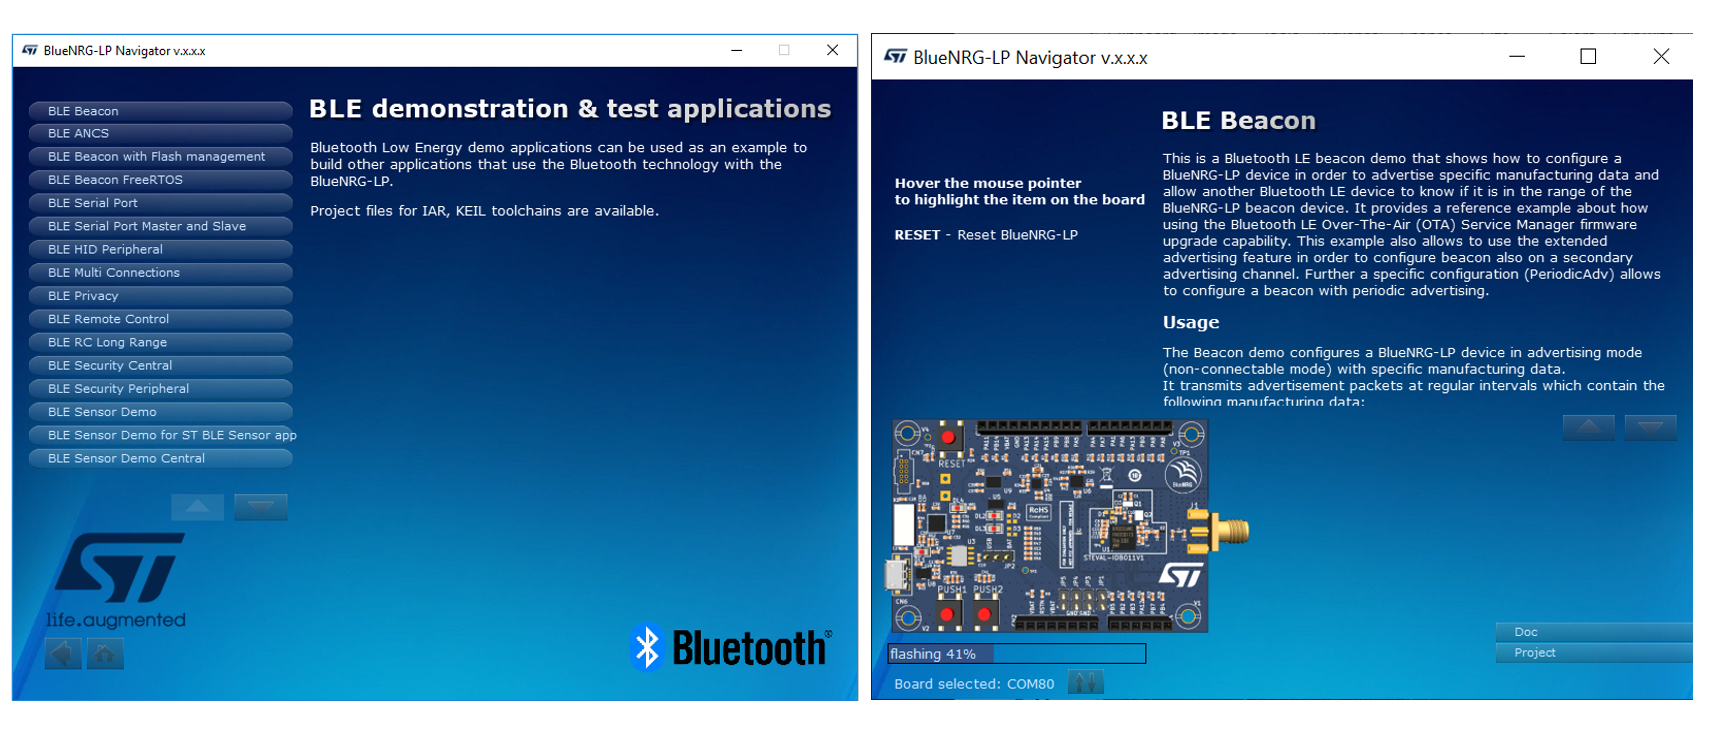 BlueNRG-LP Navigator v.x.x.x
BLE Beacon
BLE ANCS
BLE Beacon with Flash management
BLE Beacon FreeRTOS
BLE Serial Port
BLE Serial Port Master and Slave
BLE HID Peripheral
BLE Multi Connections
BLE Privacy
BLE Remote Control
BLE RC Long Range
BLE Security Central
BLE Security Peripheral
BLE Sensor Demo
BLE Sensor Demo for ST BLE Sensor app
BLE Sensor Demo Central
life.augmented
BLE demonstration & test applications
Bluetooth Low Energy demo applications can be used as an example to
build other applications that use the Bluetooth technology with the
BlueNRG-LP.
Project files for IAR, KEIL toolchains are available.
Bluetooth®
BlueNRG-LP Navigator v.x.x.x
Hover the mouse pointer
to highlight the item on the board
RESET - Reset BlueNRG-LP
BLE Beacon
This is a Bluetooth LE beacon demo that shows how to configure a
BlueNRG-LP device in order to advertise specific manufacturing data and
allow another Bluetooth LE device to know if it is in the range of the
BlueNRG-LP beacon device. It provides a reference example about how
using the Bluetooth LE Over-The-Air (OTA) Service Manager firmware
upgrade capability. This example also allows to use the extended
advertising feature in order to configure beacon also on a secondary
advertising channel. Further a specific configuration (PeriodicAdv) allows
to configure a beacon with periodic advertising.
Usage
The Beacon demo configures a BlueNRG-LP device in advertising mode
(non-connectable mode) with specific manufacturing data.
It transmits advertisement packets at regular intervals which contain the
following manufacturing data:
RESET
CN7
BlueNRG
RoHS
STEVAL-IDB011V1
USB
BAT
JP2
PUSH1
PUSH2
CN6
JP5
JP4
JP3
JP1
flashing 41%
Board selected: COM80
Doc
Project